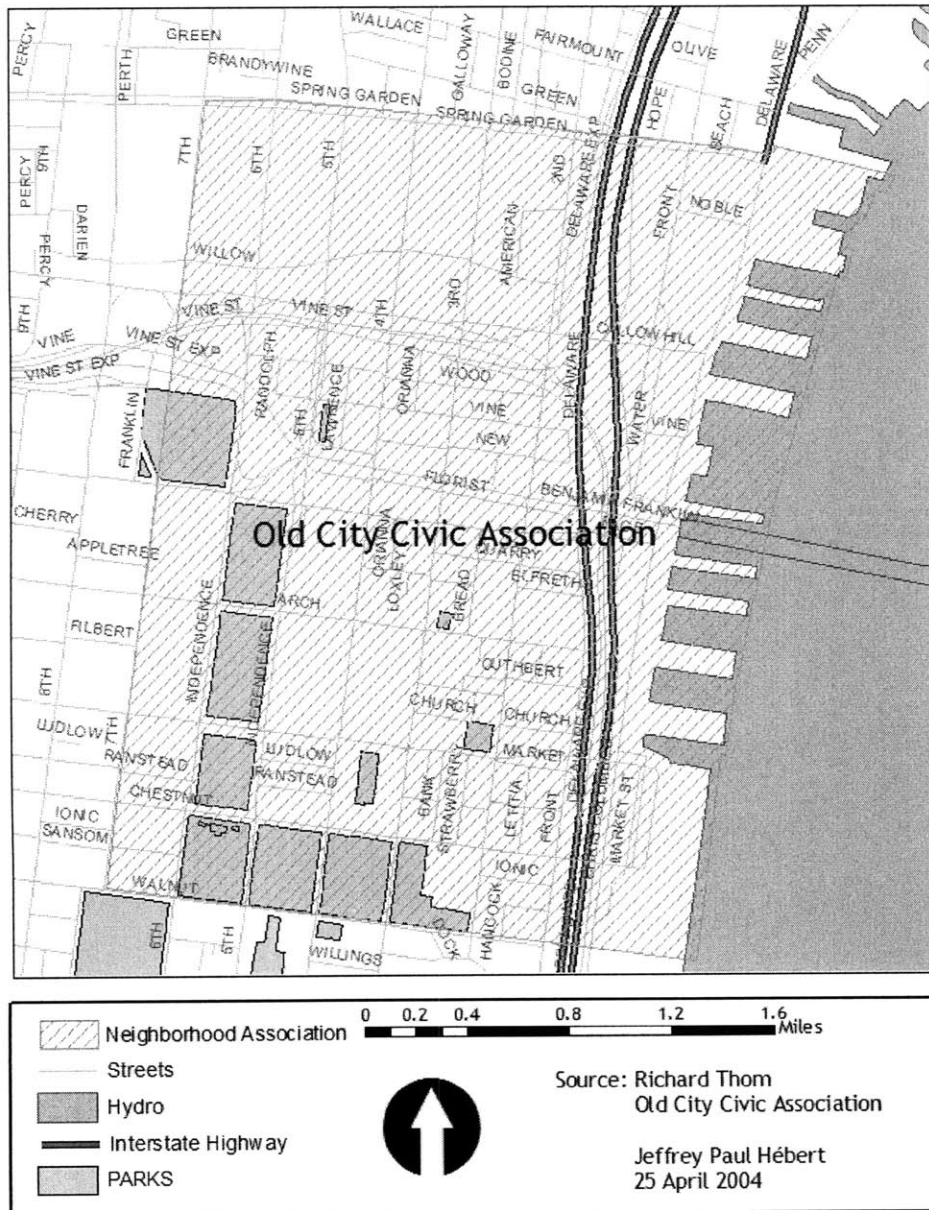 WALLACE
PERCY
GREEN
PERTH
BRANDYWINE
GALLOWAY
BODINE
FAIRMOUNT
OLIVE
DELAWARE
PENN
SPRING GARDEN
GREEN
SPRING GARDEN
HOPE
BEACH
7TH
6TH
5TH
2ND
DELAWARE EXP
9TH
PERCY
DARIEN
PERCY
AMERICAN
FRONT
NOBLE
WILLOW
3RD
4TH
9TH
VINE
VINE ST EXP
VINE ST EXP
VINE ST
VINE ST
RANDOLPH
ORIANNA
CALLOWHILL
WOOD
DELAWARE
LAWRENCE
5TH
VINE
NEW
WATER
VINE
FRANKLIN
FLORIST
BENJAMIN FRANKLIN
CHERRY
Old City Civic Association
APPLETREE
ORIANNA
LOXLEY
QUARRY
ELFRETH
BREAD
ARCH
FILBERT
INDEPENDENCE
INDEPENDENCE
CUTHBERT
8TH
CHURCH
CHURCH
LUDLOW
7TH
RANSTEAD
LUDLOW
RANSTEAD
MARKET
CHESTNUT
BANK
STRAWBERRY
LETITIA
FRONT
DELAWARE EXP
CHRIS COLUMBUS
MARKET ST
IONIC
SANSOM
IONIC
WALNUT
HANCOCK
DOCK
6TH
5TH
WILLINGS
Neighborhood Association
Streets
Hydro
Interstate Highway
PARKS
0 0.2 0.4 0.8 1.2 1.6
Miles
Source: Richard Thom
Old City Civic Association
Jeffrey Paul Hébert
25 April 2004